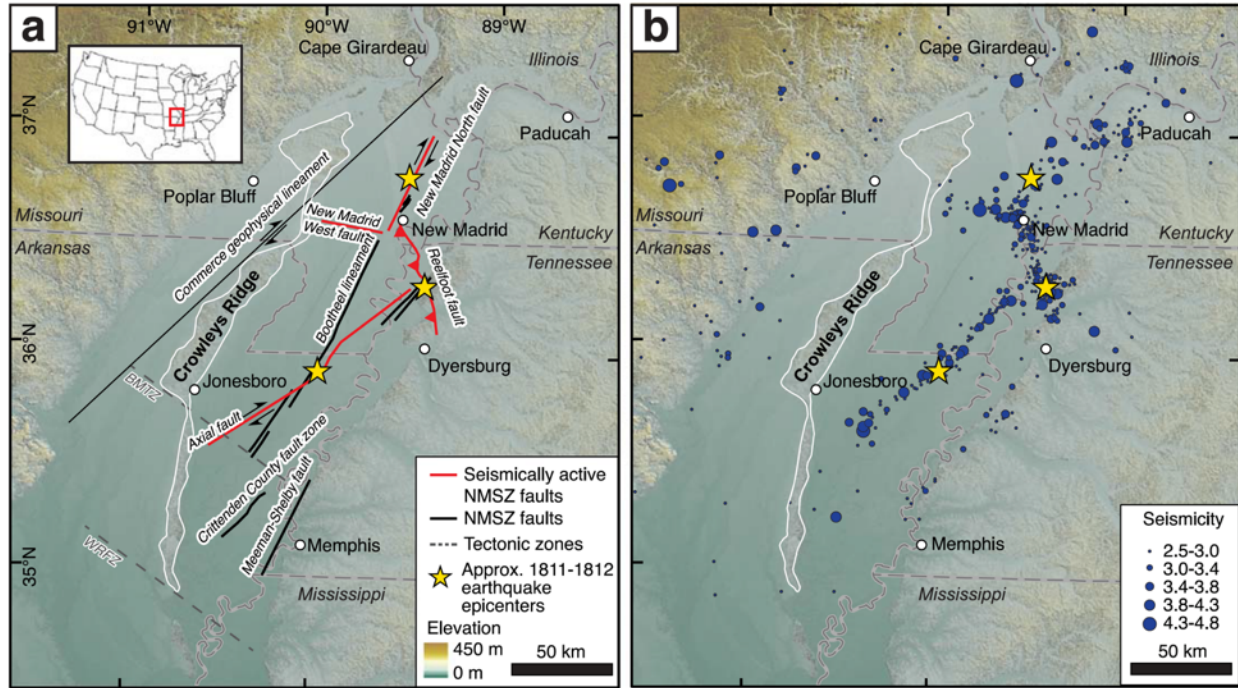 a
91°W
90°W
89°W
Cape Girardeau
Illinois
37°N
Paducah
New Madrid North fault
Commerce geophysical lineament
Poplar Bluff
New Madrid
West fault
New Madrid
Missouri
Arkansas
Kentucky
Tennessee
Bootheel lineament
Reelfoot fault
Crowleys Ridge
36°N
Dyersburg
BMTZ
Jonesboro
Axial fault
Crittenden County fault zone
Meeman-Shelby fault
WRFZ
35°N
Memphis
Mississippi
Seismically active
NMSZ faults
NMSZ faults
Tectonic zones
Approx. 1811-1812
earthquake
epicenters
Elevation
450 m
0 m
50 km
b
Cape Girardeau
Illinois
37°N
Paducah
Poplar Bluff
New Madrid
Missouri
Arkansas
Kentucky
Tennessee
Crowleys Ridge
36°N
Dyersburg
Jonesboro
35°N
Memphis
Mississippi
Seismicity
2.5-3.0
3.0-3.4
3.4-3.8
3.8-4.3
4.3-4.8
50 km